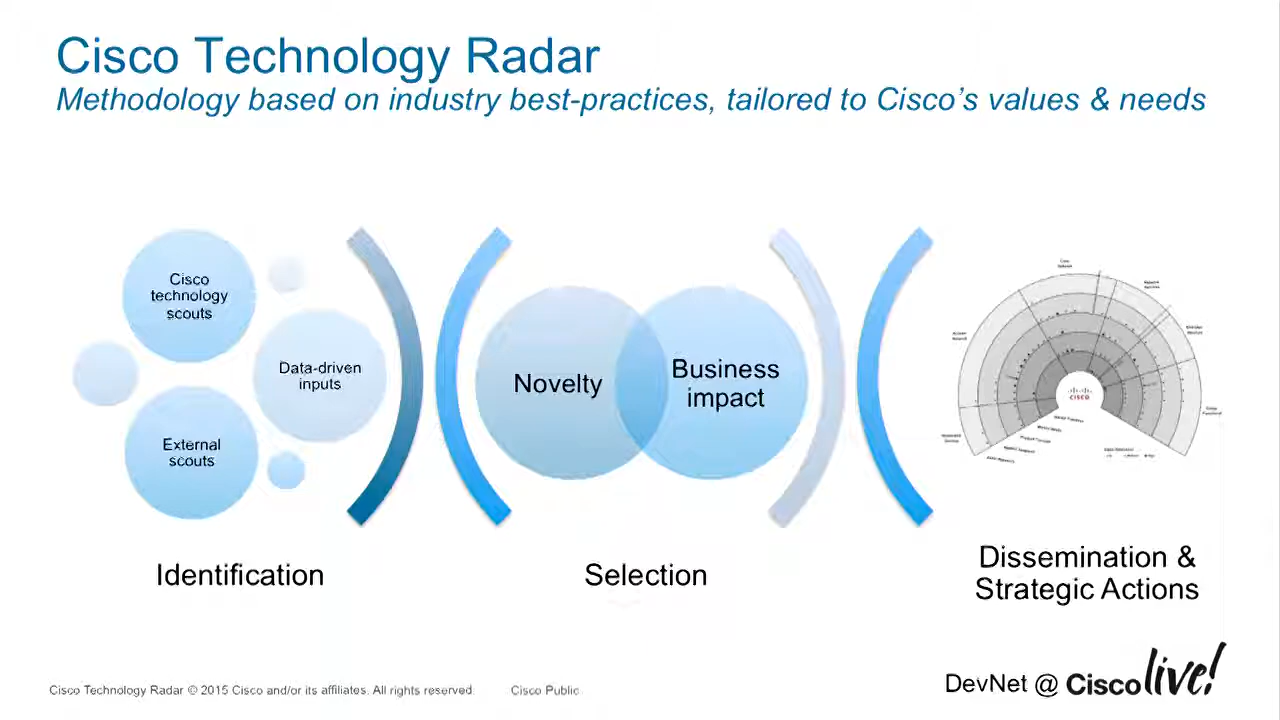 Cisco Technology Radar
Methodology based on industry best-practices, tailored to Cisco's values & needs
Cisco
technology
scouts
Data-driven
inputs
External
scouts
Novelty
Business
impact
CISCO
Identification
Selection
Dissemination &
Strategic Actions
Cisco Technology Radar © 2015 Cisco and/or its affiliates. All rights reserved.
Cisco Public
DevNet @ Cisco live!